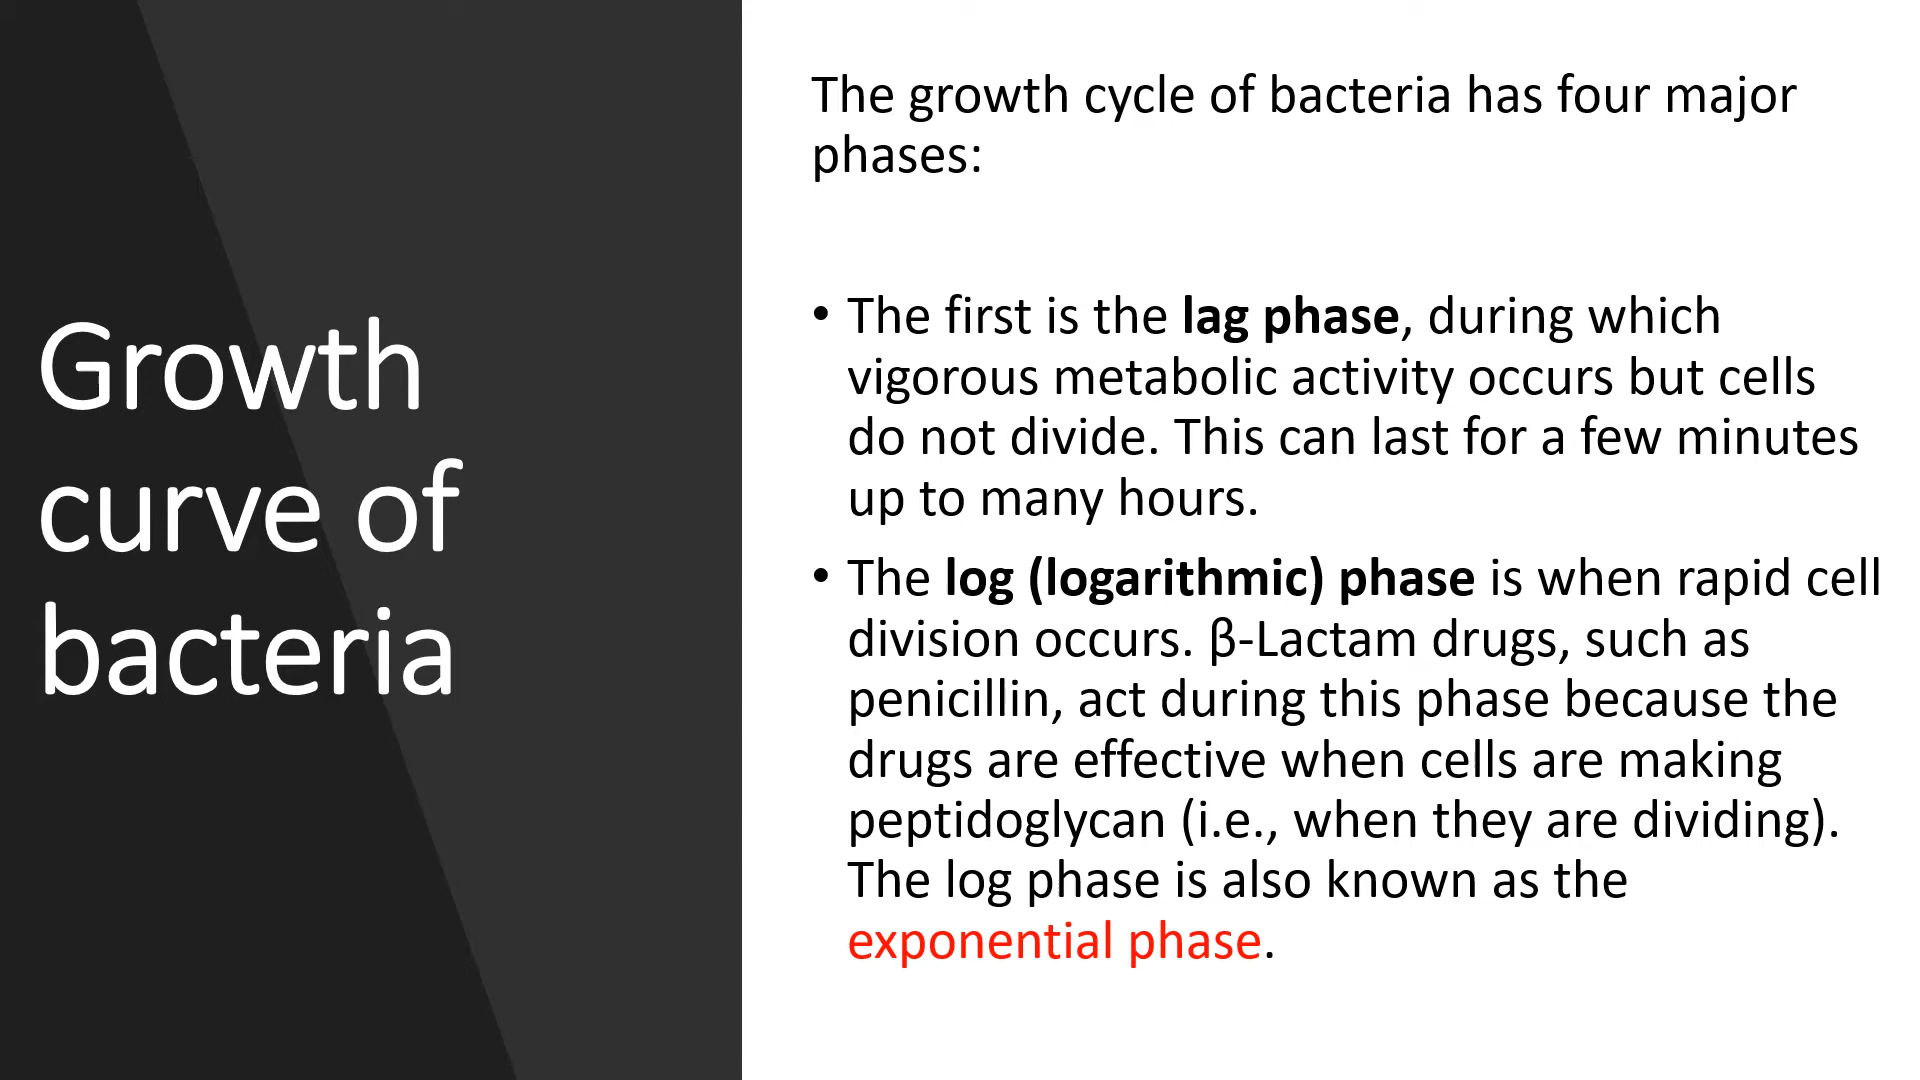 Growth
curve of
bacteria
The growth cycle of bacteria has four major
phases:
• The first is the lag phase, during which
vigorous metabolic activity occurs but cells
do not divide. This can last for a few minutes
up to many hours.
• The log (logarithmic) phase is when rapid cell
division occurs. β-Lactam drugs, such as
penicillin, act during this phase because the
drugs are effective when cells are making
peptidoglycan (i.e., when they are dividing).
The log phase is also known as the
exponential phase.